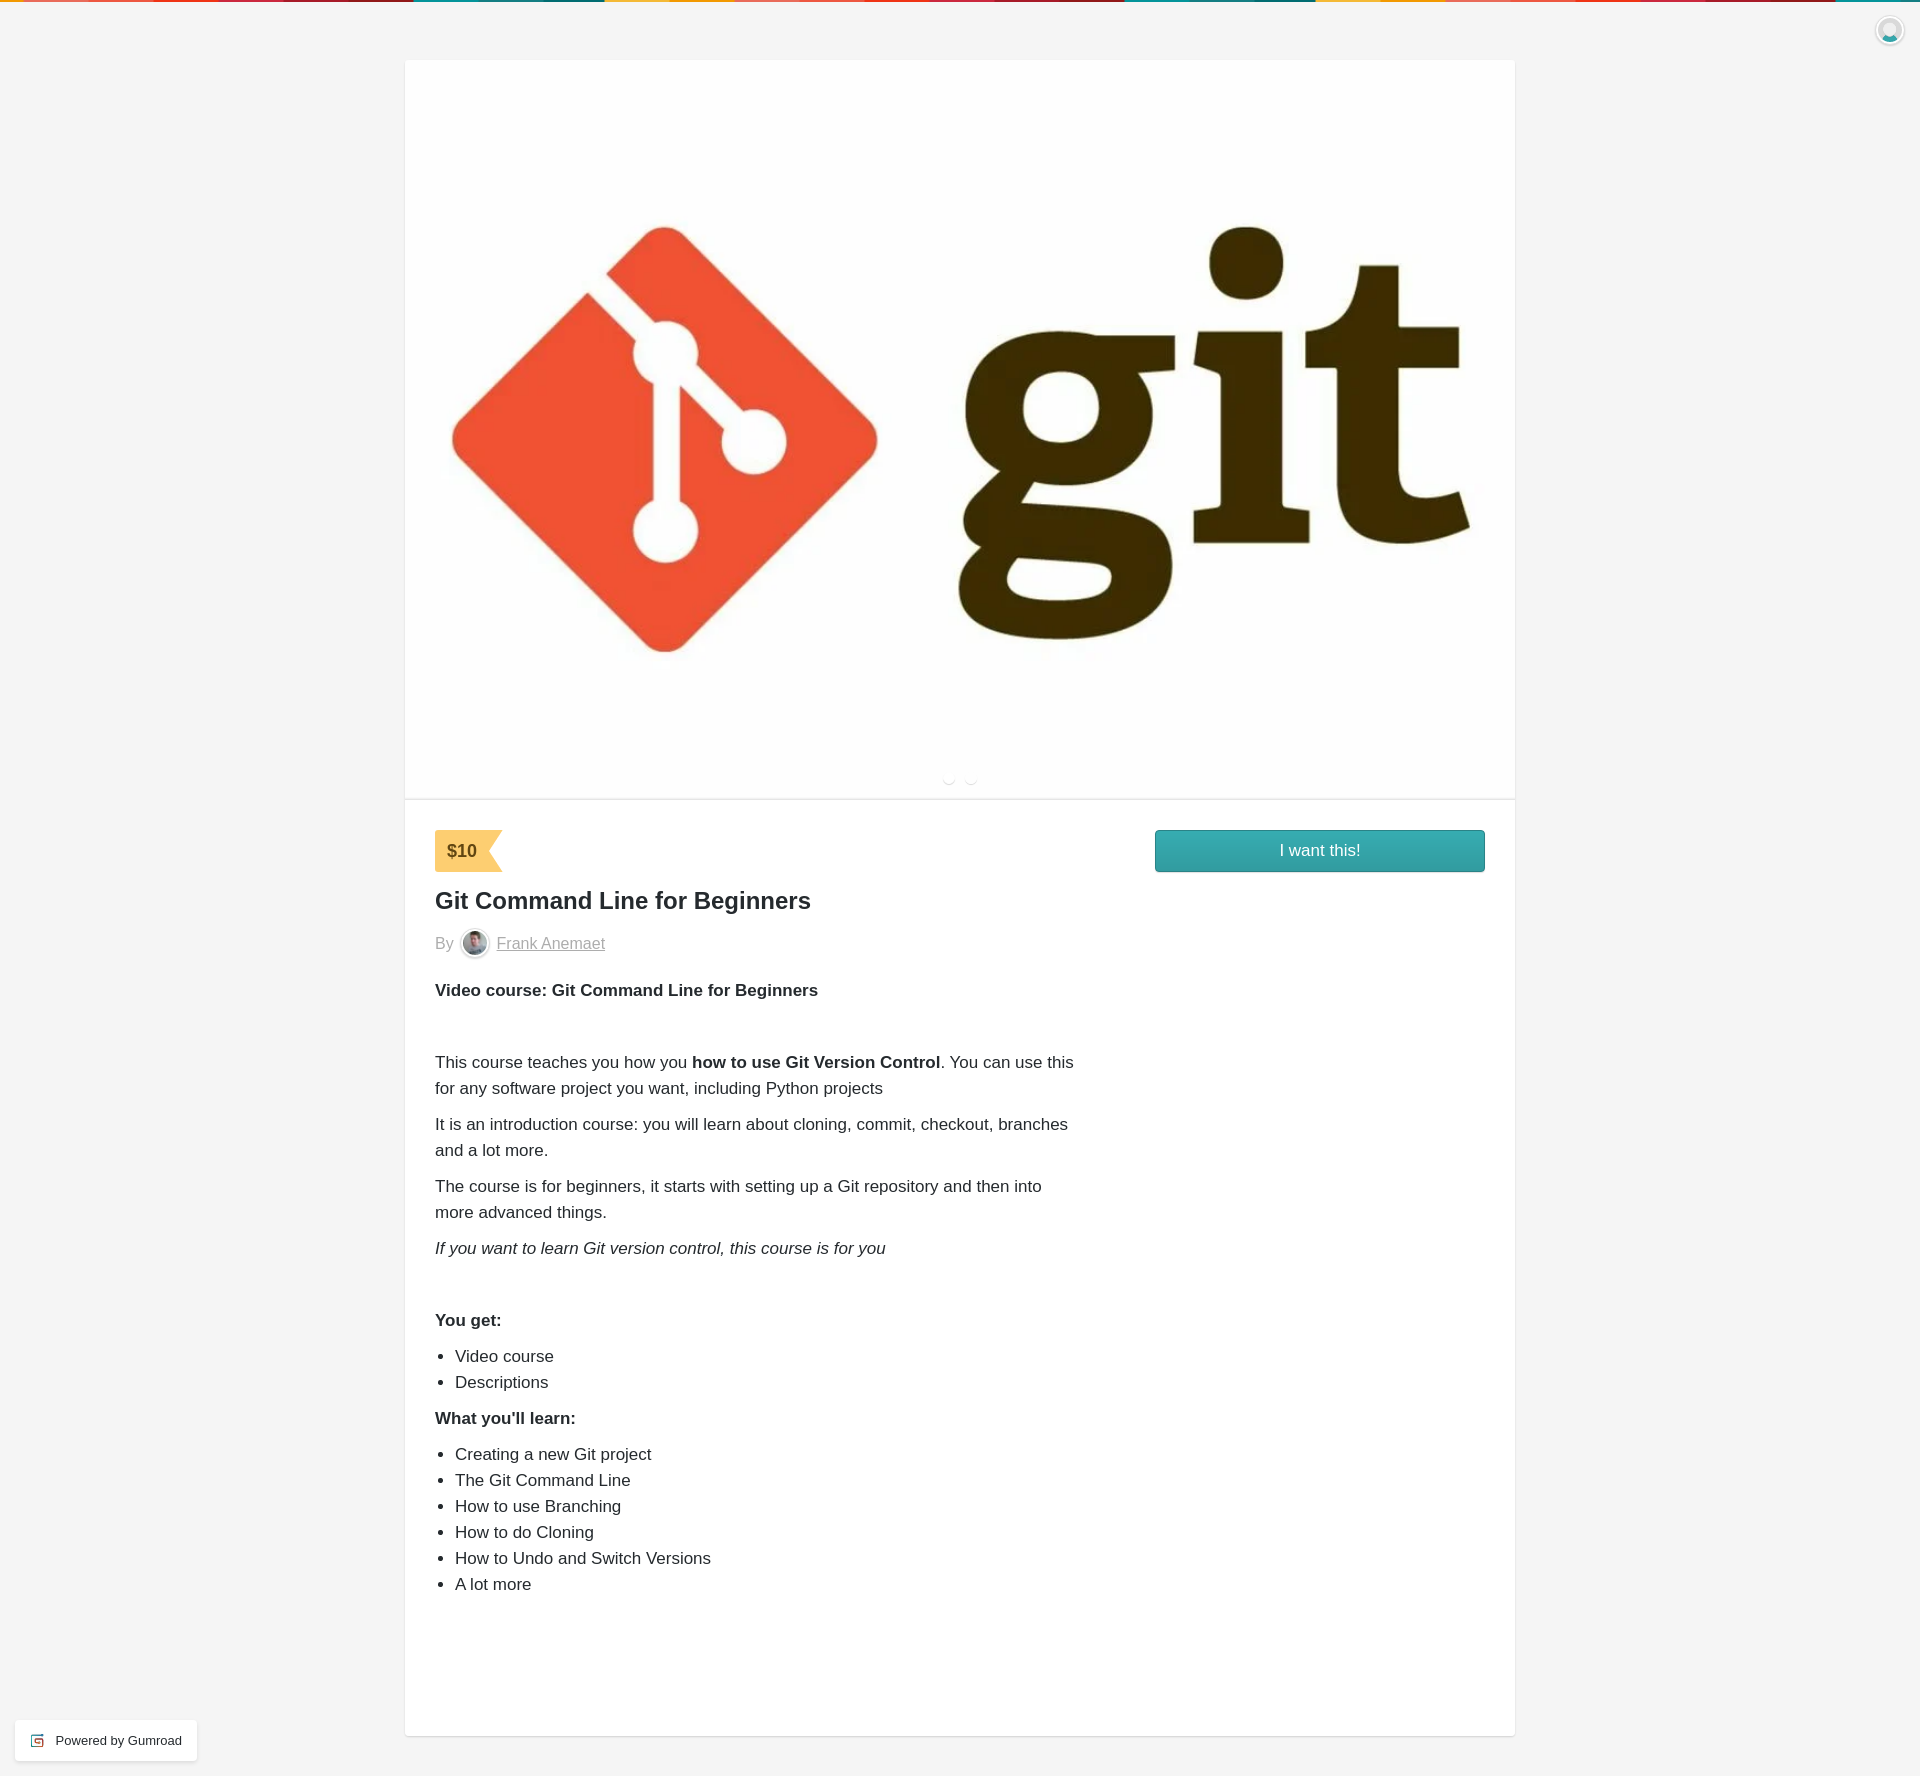 git
$10
I want this!
Git Command Line for Beginners
By Frank Anemaet
Video course: Git Command Line for Beginners
This course teaches you how you how to use Git Version Control. You can use this
for any software project you want, including Python projects
It is an introduction course: you will learn about cloning, commit, checkout, branches
and a lot more.
The course is for beginners, it starts with setting up a Git repository and then into
more advanced things.
If you want to learn Git version control, this course is for you
You get:
Video course
Descriptions
What you'll learn:
Creating a new Git project
The Git Command Line
How to use Branching
How to do Cloning
How to Undo and Switch Versions
A lot more
Powered by Gumroad